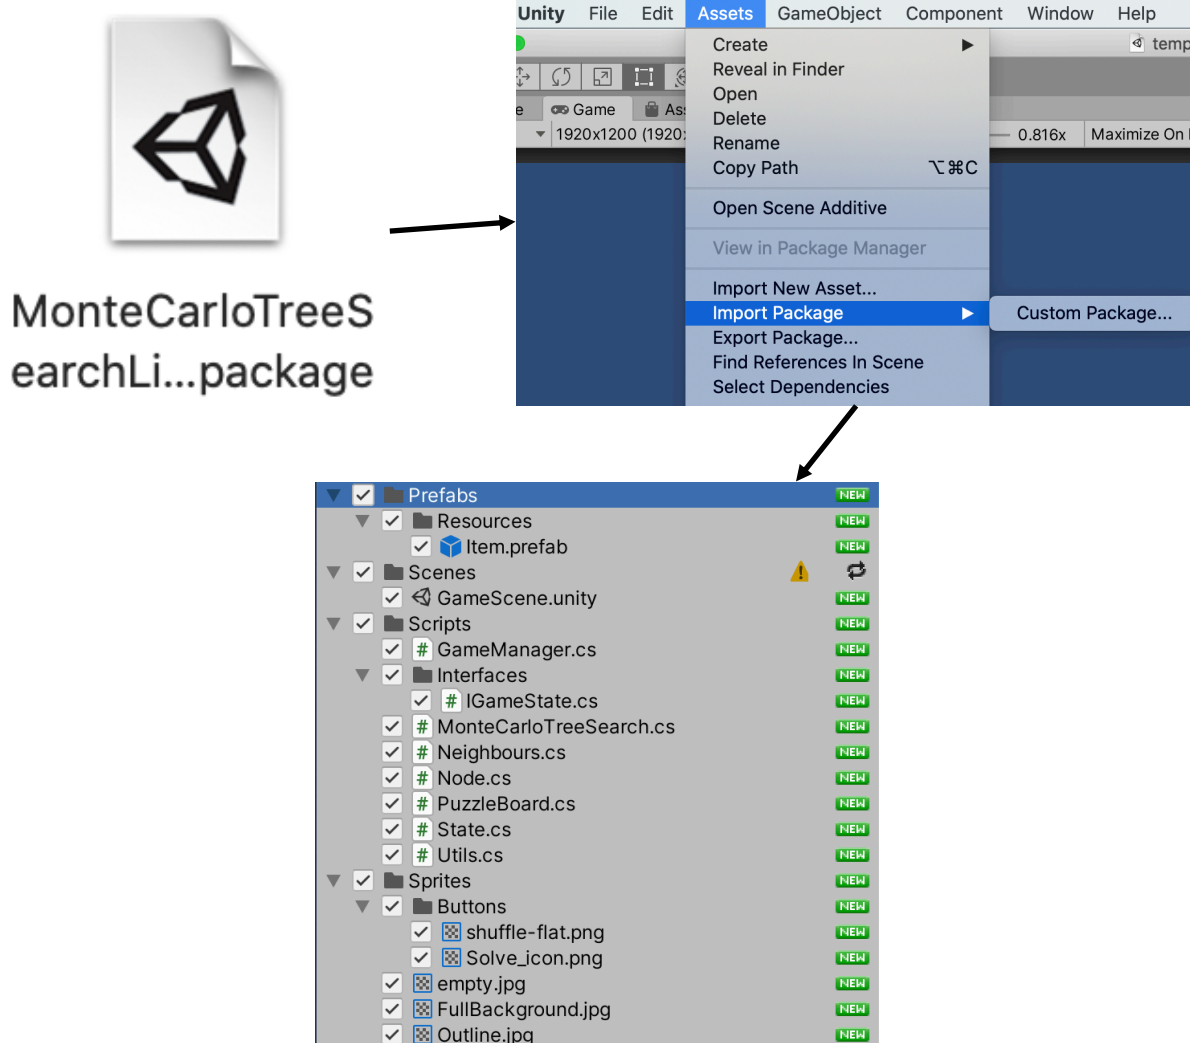 MonteCarloTreeS
earchLi...package
Unity File Edit Assets GameObject Component Window Help
Create
Reveal in Finder
Open
Delete
Rename
Copy Path ⌥⌘C
Open Scene Additive
View in Package Manager
Import New Asset...
Import Package
Export Package...
Find References In Scene
Select Dependencies
Custom Package...
temp
e Game Ass
1920x1200 (1920: 0.816x Maximize On
Prefabs NEW
Resources NEW
Item.prefab NEW
Scenes
GameScene.unity NEW
Scripts NEW
# GameManager.cs NEW
Interfaces NEW
# IGameState.cs NEW
# MonteCarloTreeSearch.cs NEW
# Neighbours.cs NEW
# Node.cs NEW
# PuzzleBoard.cs NEW
# State.cs NEW
# Utils.cs NEW
Sprites NEW
Buttons NEW
shuffle-flat.png NEW
Solve_icon.png NEW
empty.jpg NEW
FullBackground.jpg NEW
Outline.jpg NEW